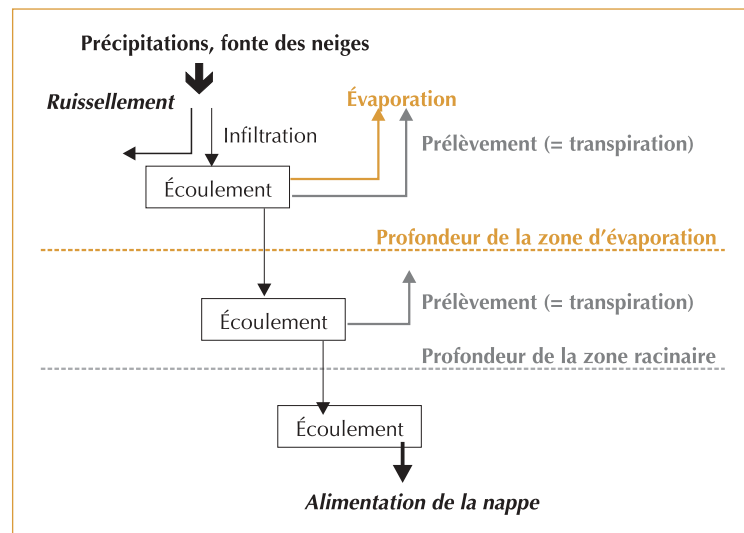 Précipitations, fonte des neiges
Ruissellement
Évaporation
Infiltration
Prélèvement (= transpiration)
Écoulement
Profondeur de la zone d'évaporation
Prélèvement (= transpiration)
Écoulement
Profondeur de la zone racinaire
Écoulement
Alimentation de la nappe